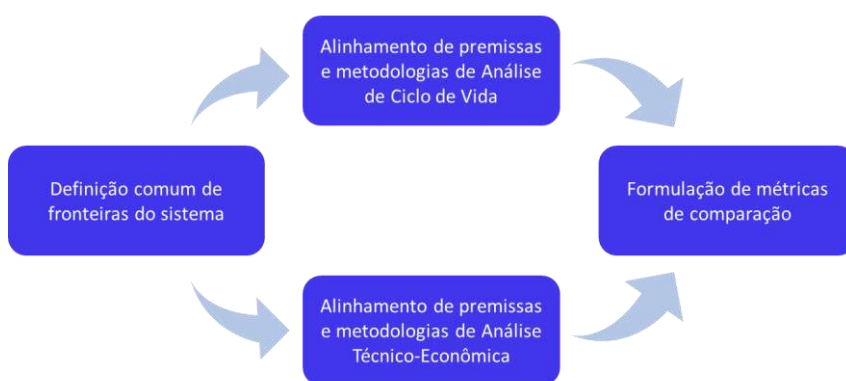 Alinhamento de premissas
e metodologias de Análise
de Ciclo de Vida
Definição comum de
fronteiras do sistema
Formulação de métricas
de comparação
Alinhamento de premissas
e metodologias de Análise
Técnico-Econômica